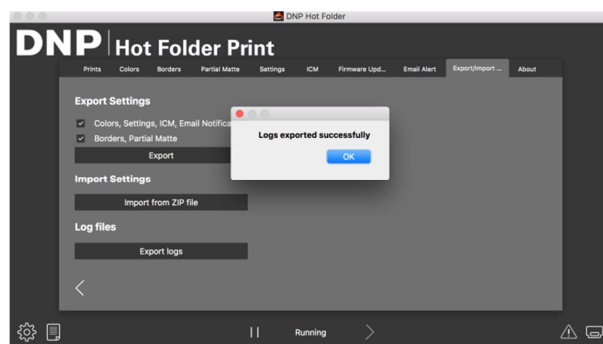 DNP Hot Folder
DNP Hot Folder Print
Prints Colors Borders Partial Matte Settings ICM Firmware Upd... Email Alert Export/Import ... About
Export Settings
Colors, Settings, ICM, Email Notifica
Borders, Partial Matte
Export
Logs exported successfully
OK
Import Settings
Import from ZIP file
Log files
Export logs
Running